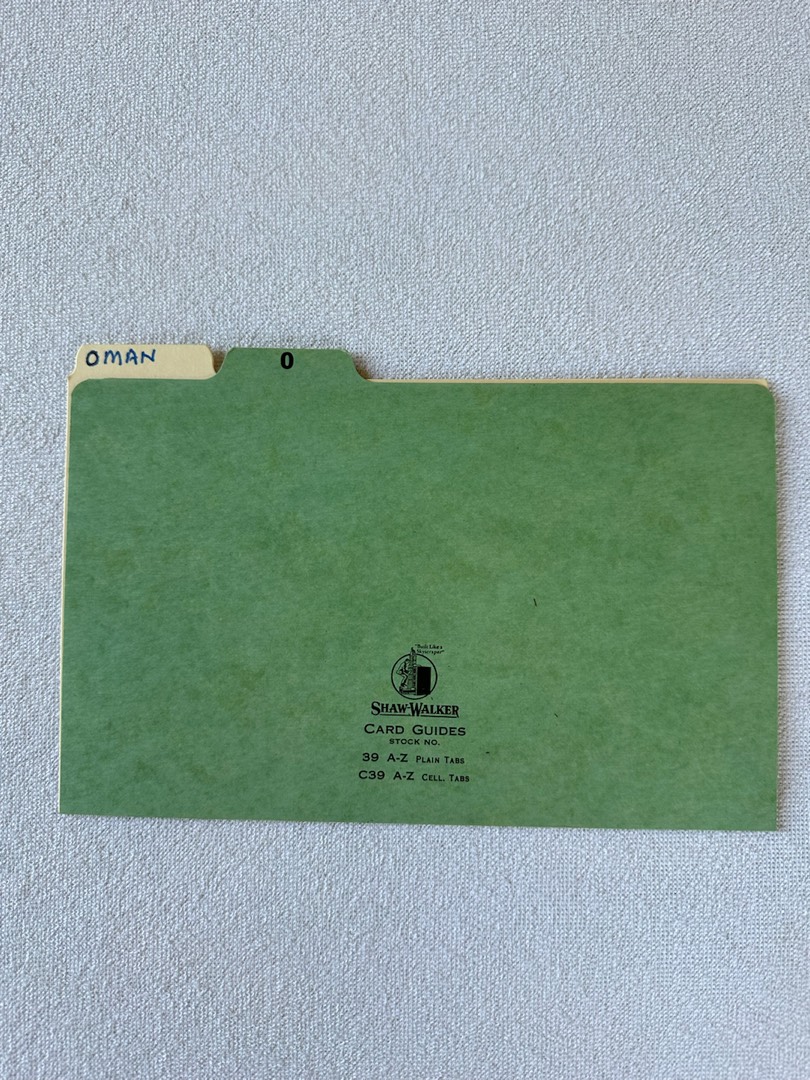 OMAN
O
"Built Like a
Skyscraper"
SHAW-WALKER
CARD GUIDES
STOCK NO.
39 A-Z PLAIN TABS
C39 A-Z CELL. TABS